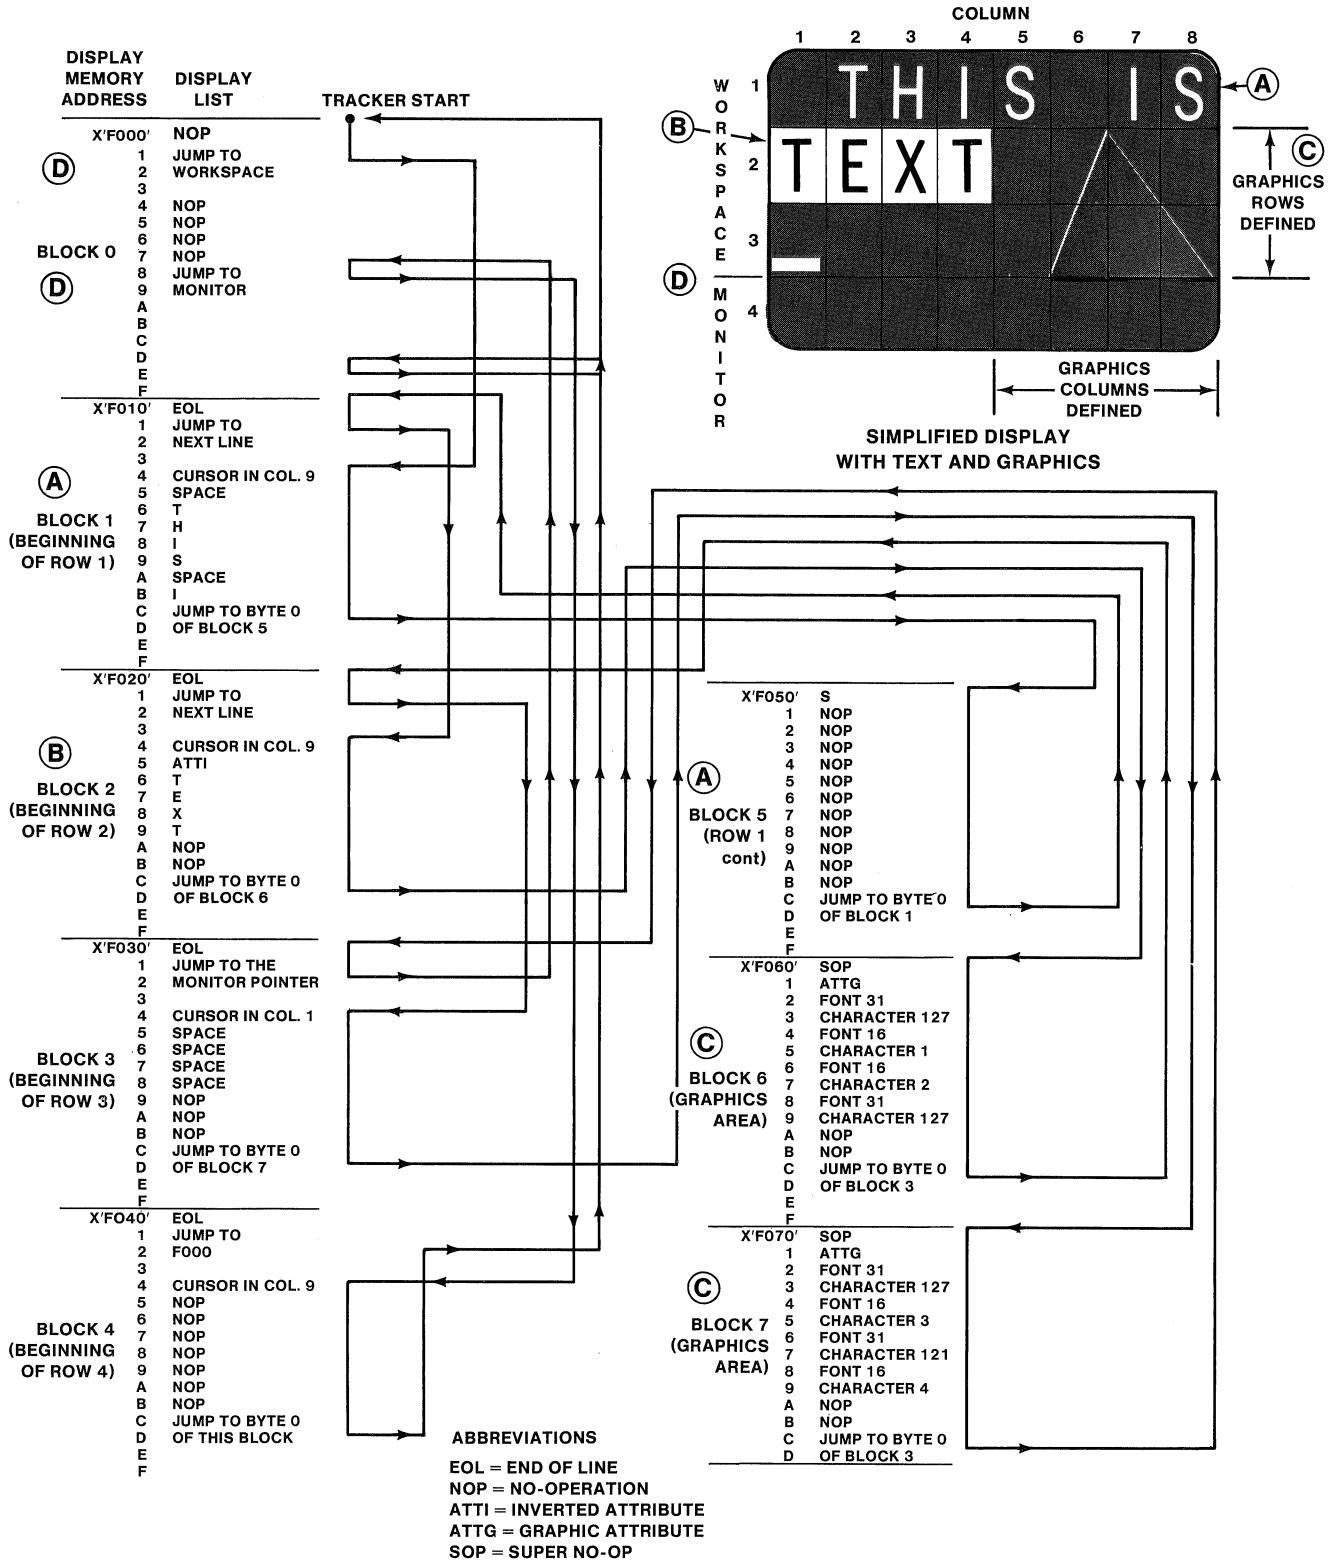 DISPLAY
MEMORY DISPLAY
ADDRESS LIST
TRACKER START
X'F000' NOP
1 JUMP TO
2 WORKSPACE
3
4 NOP
5 NOP
6 NOP
7 NOP
8 JUMP TO
9 MONITOR
A
B
C
D
E
F
D
BLOCK 0
D
X'F010' EOL
1 JUMP TO
2 NEXT LINE
3
4 CURSOR IN COL. 9
5 SPACE
6 T
7 H
8 I
9 S
A SPACE
B I
C JUMP TO BYTE 0
D OF BLOCK 5
E
F
A
BLOCK 1
(BEGINNING
OF ROW 1)
X'F020' EOL
1 JUMP TO
2 NEXT LINE
3
4 CURSOR IN COL. 9
5 ATTI
6 T
7 E
8 X
9 T
A NOP
B NOP
C JUMP TO BYTE 0
D OF BLOCK 6
E
F
B
BLOCK 2
(BEGINNING
OF ROW 2)
X'F030' EOL
1 JUMP TO THE
2 MONITOR POINTER
3
4 CURSOR IN COL. 1
5 SPACE
6 SPACE
7 SPACE
8 SPACE
9 NOP
A NOP
B NOP
C JUMP TO BYTE 0
D OF BLOCK 7
E
F
BLOCK 3
(BEGINNING
OF ROW 3)
X'FO40' EOL
1 JUMP TO
2 F000
3
4 CURSOR IN COL. 9
5 NOP
6 NOP
7 NOP
8 NOP
9 NOP
A NOP
B NOP
C JUMP TO BYTE 0
D OF THIS BLOCK
E
F
BLOCK 4
(BEGINNING
OF ROW 4)
COLUMN
1 2 3 4 5 6 7 8
WORKSPACE
MONITOR
1
2
3
4
THIS IS
TEXT
A
B
C
D
GRAPHICS
ROWS
DEFINED
GRAPHICS
COLUMNS
DEFINED
SIMPLIFIED DISPLAY
WITH TEXT AND GRAPHICS
X'F050' S
1 NOP
2 NOP
3 NOP
4 NOP
5 NOP
6 NOP
7 NOP
8 NOP
9 NOP
A NOP
B NOP
C JUMP TO BYTE 0
D OF BLOCK 1
E
F
A
BLOCK 5
(ROW 1
cont)
X'F060' SOP
1 ATTG
2 FONT 31
3 CHARACTER 127
4 FONT 16
5 CHARACTER 1
6 FONT 16
7 CHARACTER 2
8 FONT 31
9 CHARACTER 127
A NOP
B NOP
C JUMP TO BYTE 0
D OF BLOCK 3
E
F
C
BLOCK 6
(GRAPHICS
AREA)
X'F070' SOP
1 ATTG
2 FONT 31
3 CHARACTER 127
4 FONT 16
5 CHARACTER 3
6 FONT 31
7 CHARACTER 121
8 FONT 16
9 CHARACTER 4
A NOP
B NOP
C JUMP TO BYTE 0
D OF BLOCK 3
C
BLOCK 7
(GRAPHICS
AREA)
ABBREVIATIONS
EOL = END OF LINE
NOP = NO-OPERATION
ATTI = INVERTED ATTRIBUTE
ATTG = GRAPHIC ATTRIBUTE
SOP = SUPER NO-OP